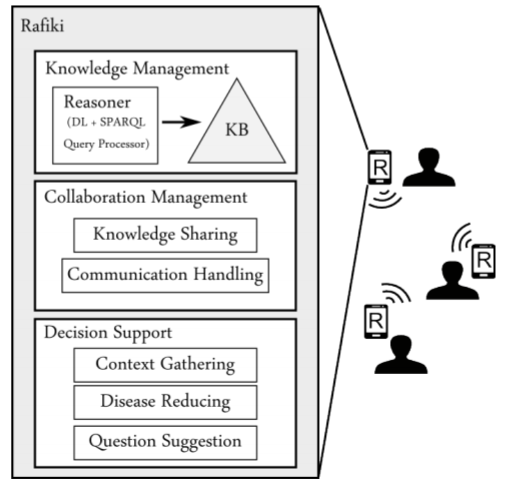 Rafiki
Knowledge Management
Reasoner
(DL + SPARQL
Query Processor)
KB
Collaboration Management
Knowledge Sharing
Communication Handling
Decision Support
Context Gathering
Disease Reducing
Question Suggestion
R
R
R